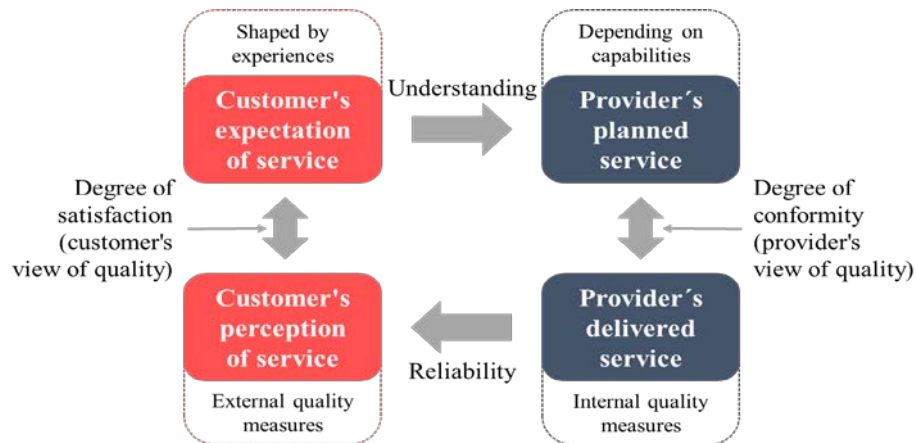 Shaped by
experiences
Customer's
expectation
of service
Understanding
Depending on
capabilities
Provider´s
planned
service
Degree of
satisfaction
(customer's
view of quality)
Degree of
conformity
(provider's
view of quality)
Customer's
perception
of service
External quality
measures
Reliability
Provider´s
delivered
service
Internal quality
measures